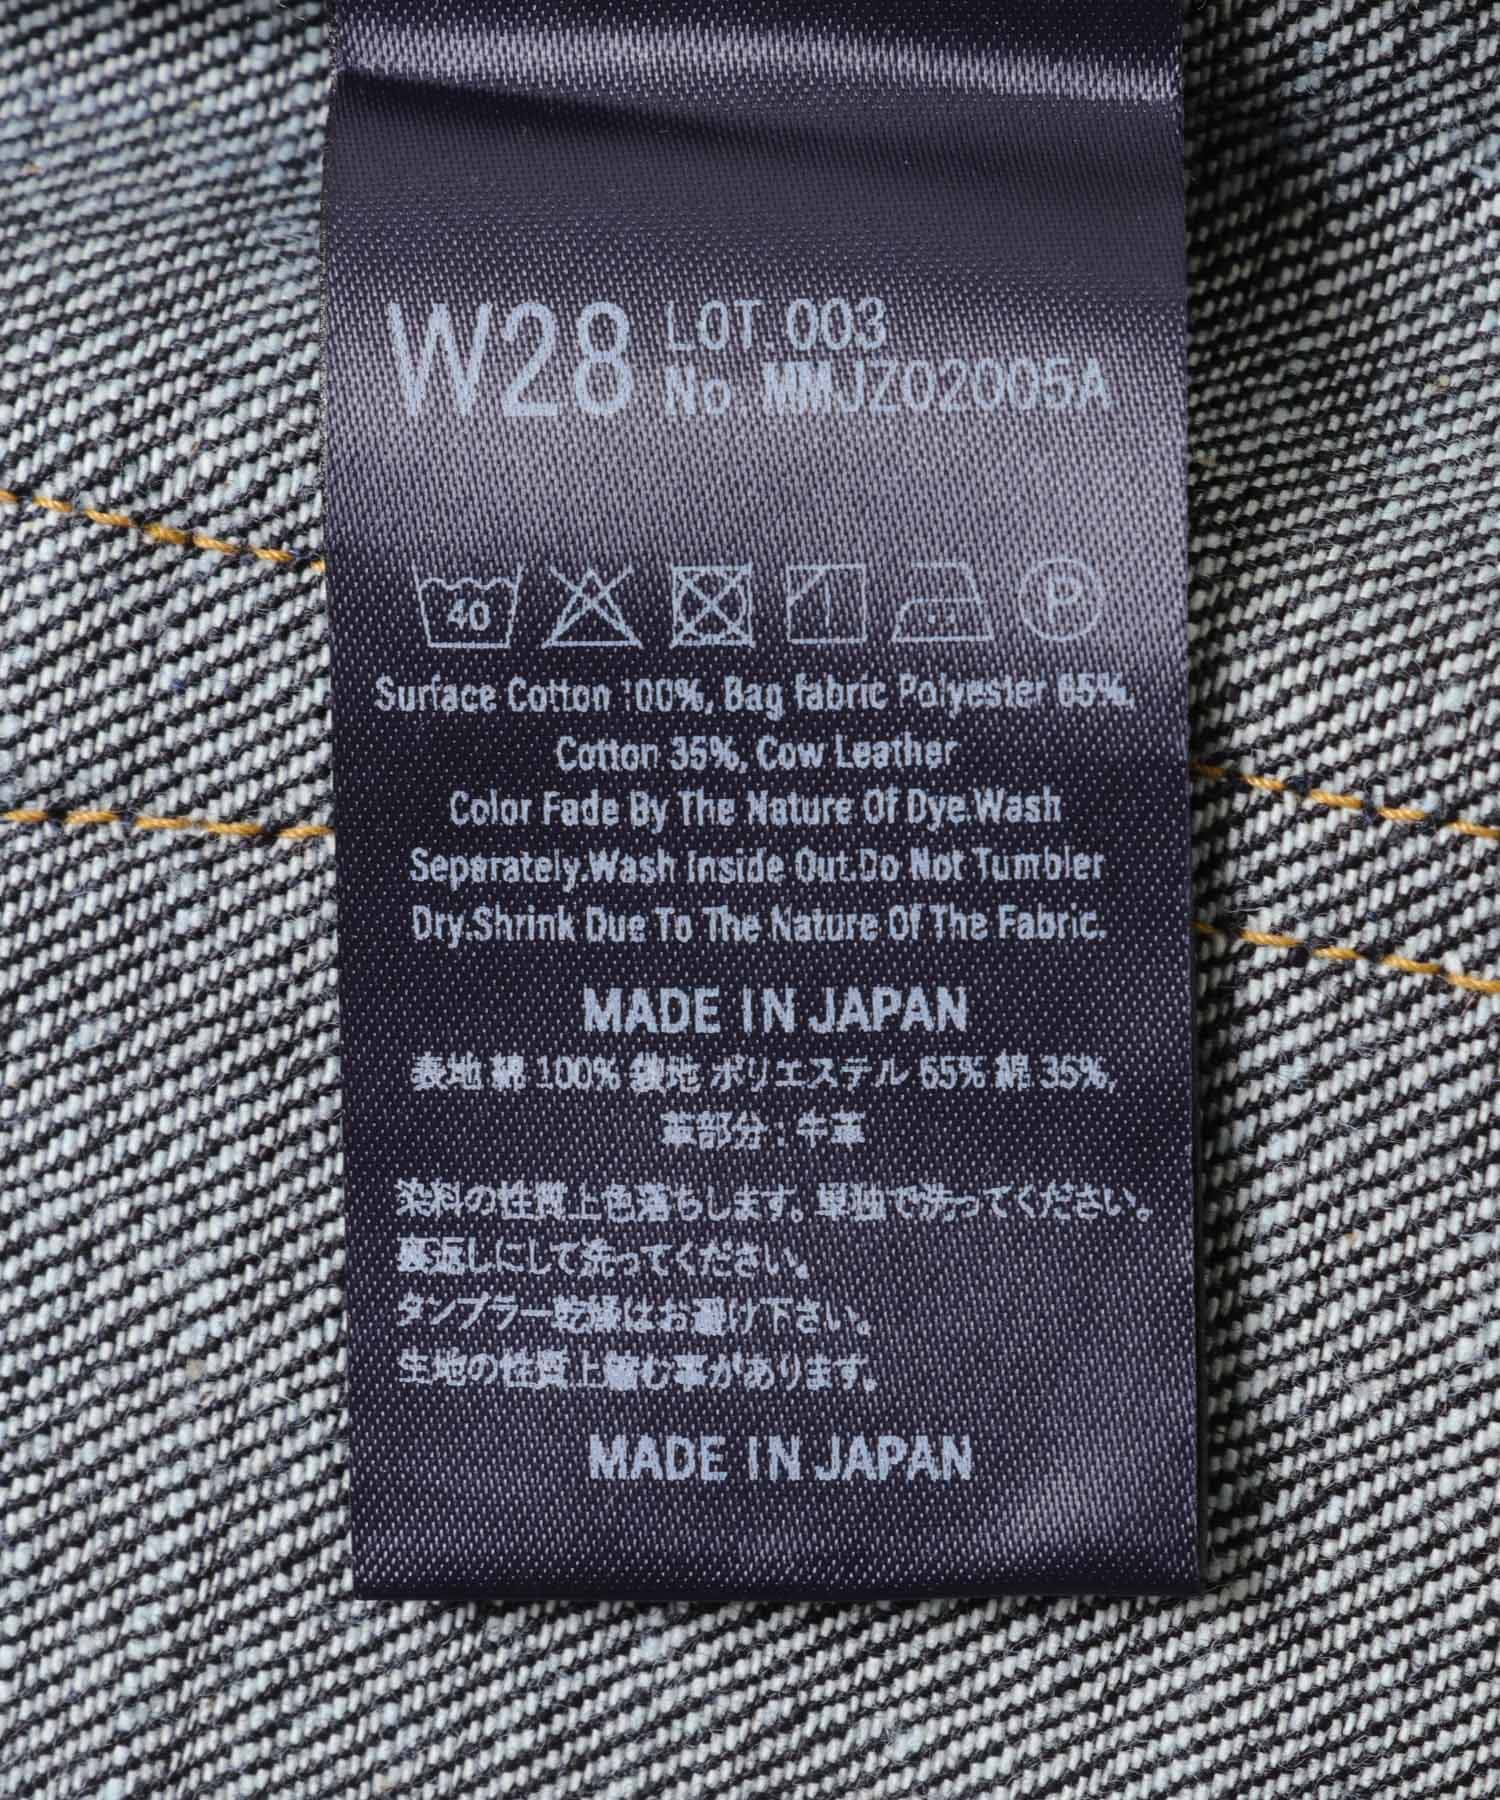 W28 LOT. 003
No. MMJZ02005A
40 P
Surface Cotton 100%, Bag fabric Polyester 65%,
Cotton 35%, Cow Leather
Color Fade By The Nature Of Dye.Wash
Seperately.Wash Inside Out.Do Not Tumbler
Dry.Shrink Due To The Nature Of The Fabric.
MADE IN JAPAN
表地 綿 100% 袋地 ポリエステル 65% 綿 35%,
革部分 : 牛革
染料の性質上色落ちします。単独で洗ってください。
裏返しにして洗ってください。
タンブラー乾燥はお避け下さい。
生地の性質上縮む事があります。
MADE IN JAPAN